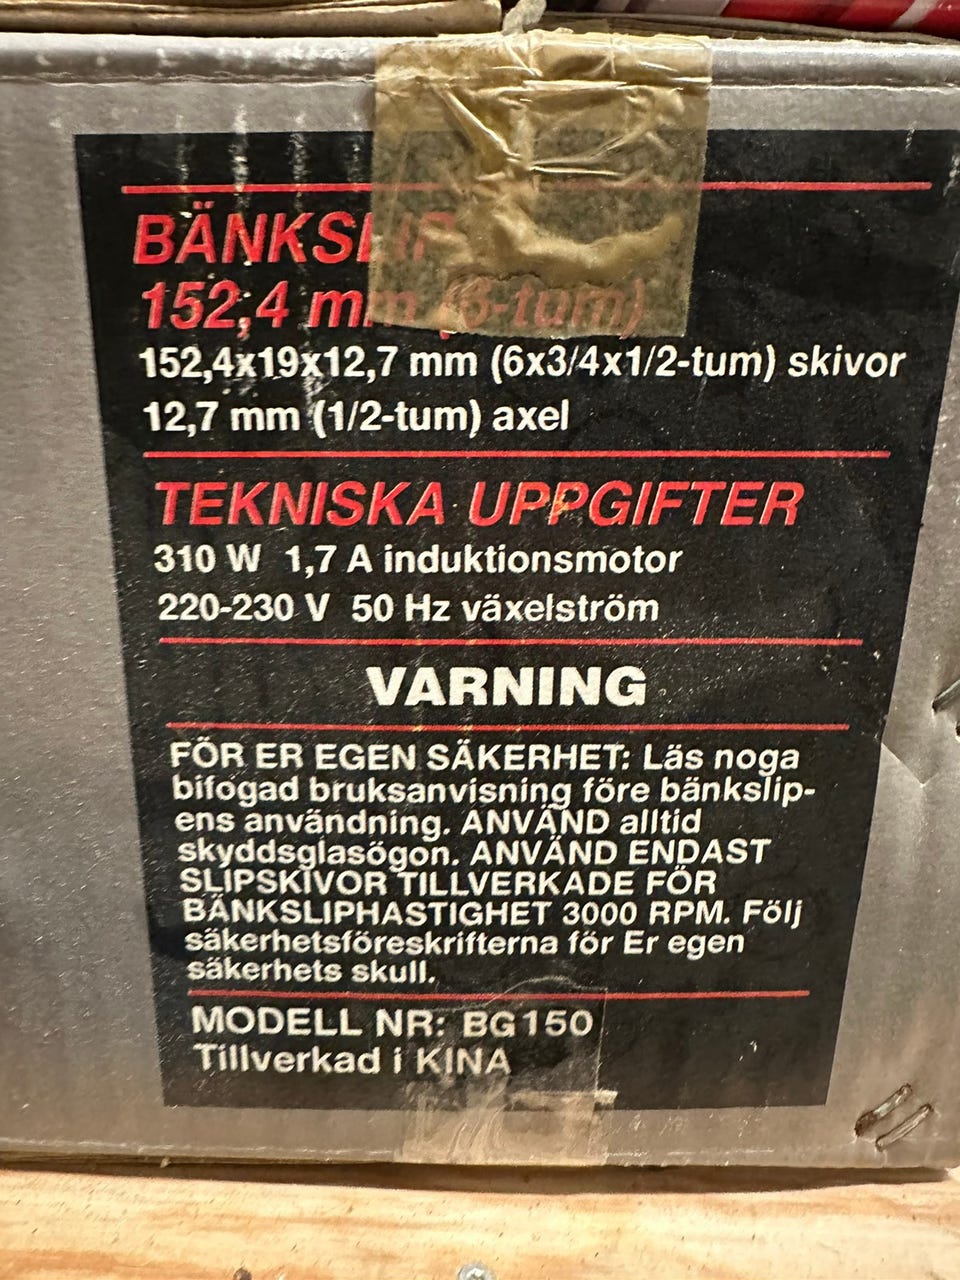 BÄNKSLIP
152,4 mm (6-tum)
152,4x19x12,7 mm (6x3/4x1/2-tum) skivor
12,7 mm (1/2-tum) axel
TEKNISKA UPPGIFTER
310 W 1,7 A induktionsmotor
220-230 V 50 Hz växelström
VARNING
FÖR ER EGEN SÄKERHET: Läs noga
bifogad bruksanvisning före bänkslip-
ens användning. ANVÄND alltid
skyddsglasögon. ANVÄND ENDAST
SLIPSKIVOR TILLVERKADE FÖR
BÄNKSLIPHASTIGHET 3000 RPM. Följ
säkerhetsföreskrifterna för Er egen
säkerhets skull.
MODELL NR: BG150
Tillverkad i KINA